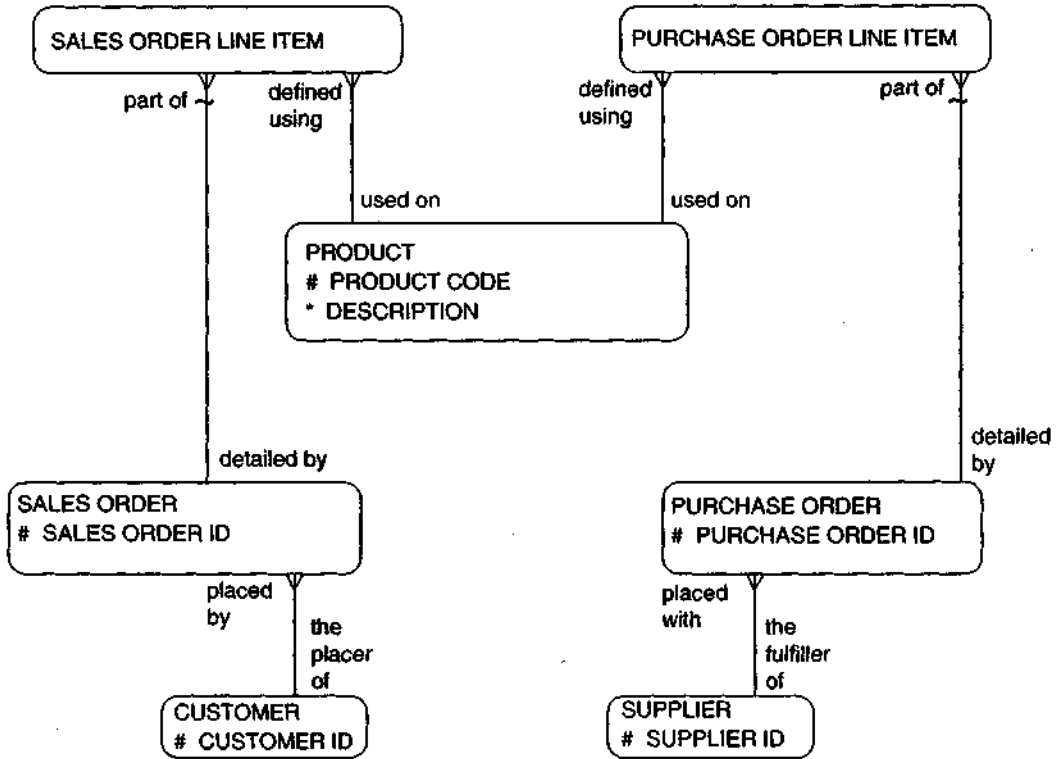 SALES ORDER LINE ITEM
PURCHASE ORDER LINE ITEM
part of
defined
using
defined
using
part of
used on
used on
PRODUCT
# PRODUCT CODE
* DESCRIPTION
detailed by
detailed
by
SALES ORDER
# SALES ORDER ID
PURCHASE ORDER
# PURCHASE ORDER ID
placed
by
the
placer
of
placed
with
the
fulfiller
of
CUSTOMER
# CUSTOMER ID
SUPPLIER
# SUPPLIER ID